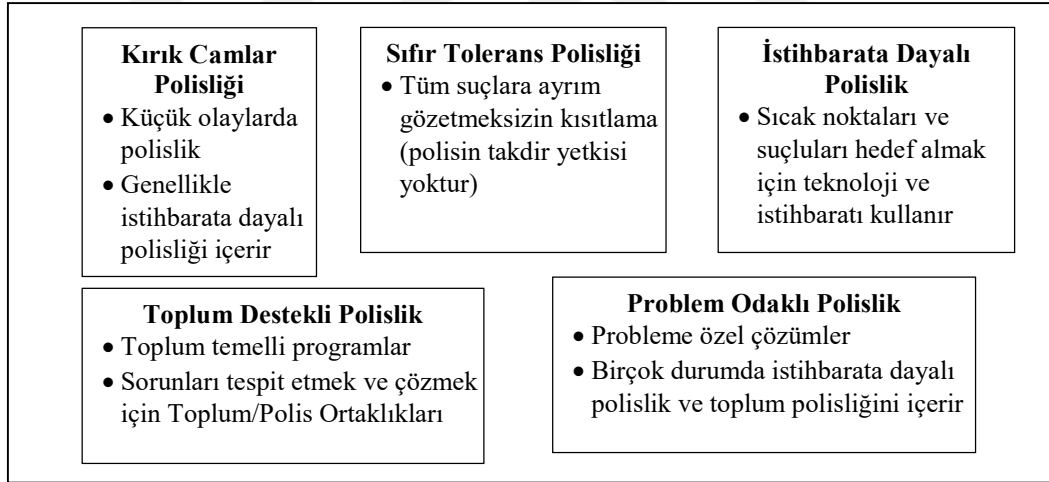 Kırık Camlar
Polisliği
• Küçük olaylarda
polislik
• Genellikle
istihbarata dayalı
polisliği içerir
Sıfır Tolerans Polisliği
• Tüm suçlara ayrım
gözetmeksizin kısıtlama
(polisin takdir yetkisi
yoktur)
İstihbarata Dayalı
Polislik
• Sıcak noktaları ve
suçluları hedef almak
için teknoloji ve
istihbaratı kullanır
Toplum Destekli Polislik
• Toplum temelli programlar
• Sorunları tespit etmek ve çözmek
için Toplum/Polis Ortaklıkları
Problem Odaklı Polislik
• Probleme özel çözümler
• Birçok durumda istihbarata dayalı
polislik ve toplum polisliğini içerir